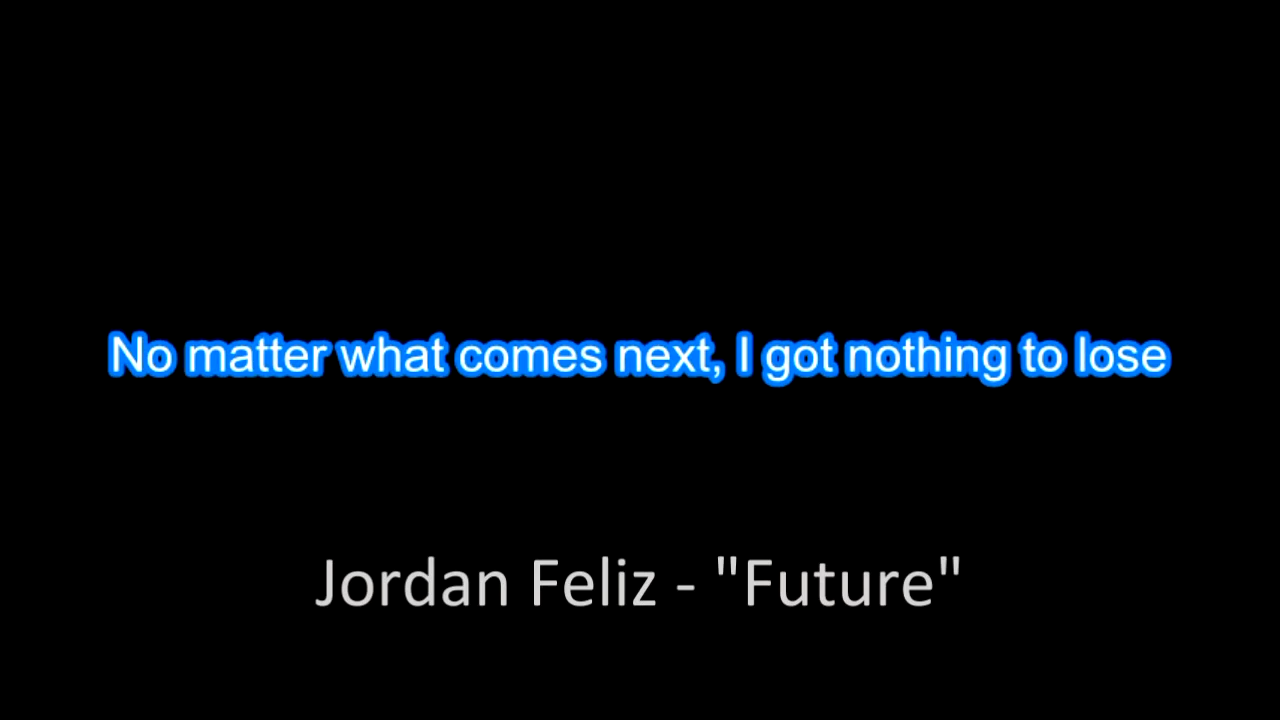 No matter what comes next, I got nothing to lose
Jordan Feliz - "Future"